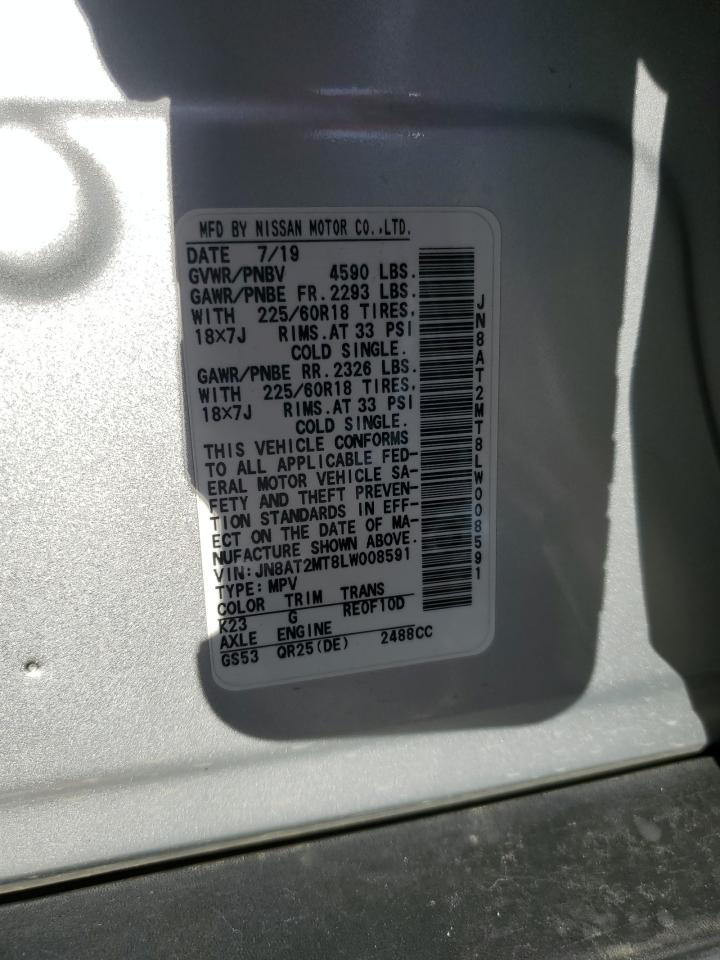 MFD BY NISSAN MOTOR CO.,LTD.
DATE 7/19
GVWR/PNBV 4590 LBS.
GAWR/PNBE FR.2293 LBS.
WITH 225/60R18 TIRES,
18×7J RIMS.AT 33 PSI
COLD SINGLE.
GAWR/PNBE RR.2326 LBS.
WITH 225/60R18 TIRES,
18×7J RIMS.AT 33 PSI
COLD SINGLE.
THIS VEHICLE CONFORMS
TO ALL APPLICABLE FED-
ERAL MOTOR VEHICLE SA-
FETY AND THEFT PREVEN-
TION STANDARDS IN EFF-
ECT ON THE DATE OF MA-
NUFACTURE SHOWN ABOVE.
VIN:JN8AT2MT8LW008591
TYPE:MPV
COLOR TRIM TRANS
K23 G RE0F10D
AXLE ENGINE
GS53 QR25(DE) 2488CC
JN8AT2MT8LW008591